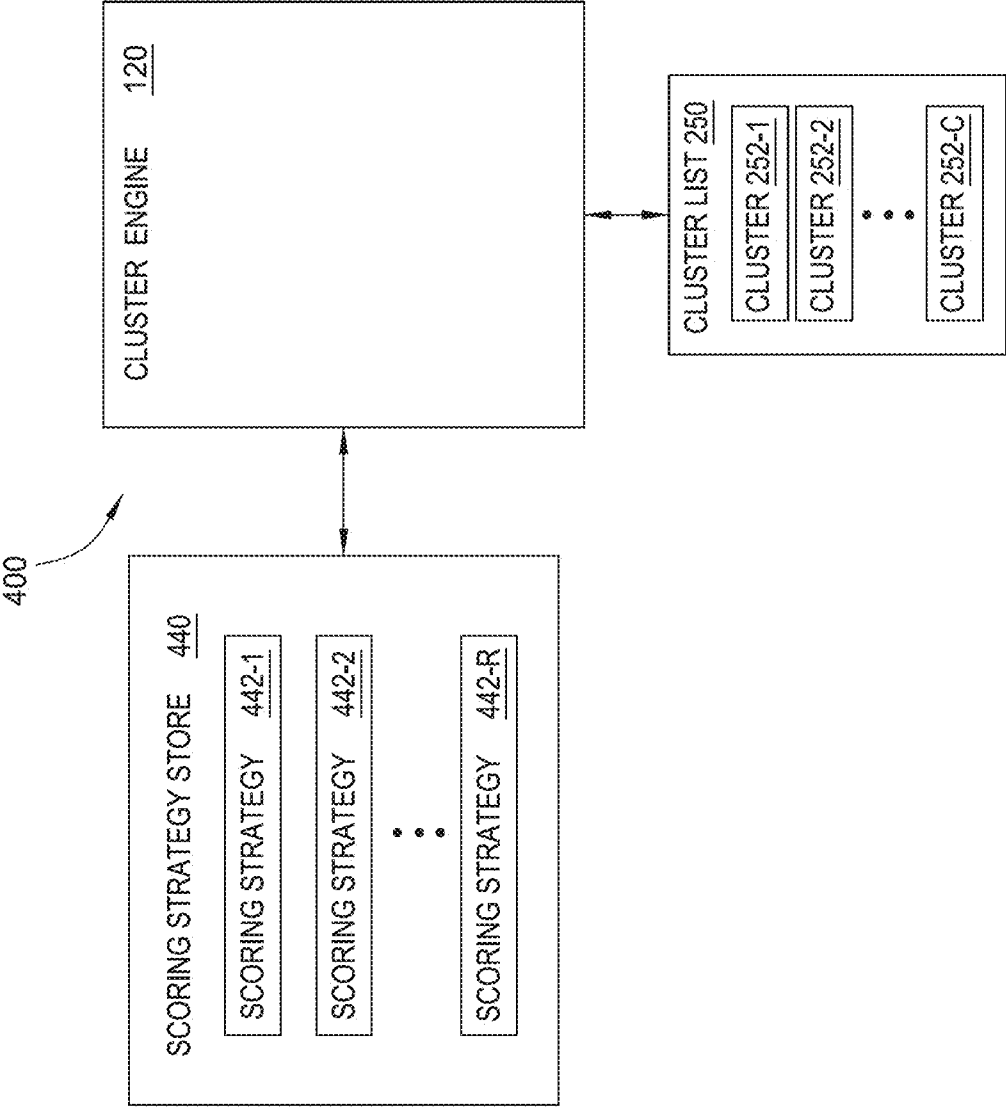 400
SCORING STRATEGY STORE 440
SCORING STRATEGY 442-1
SCORING STRATEGY 442-2
SCORING STRATEGY 442-R
CLUSTER ENGINE 120
CLUSTER LIST 250
CLUSTER 252-1
CLUSTER 252-2
CLUSTER 252-C